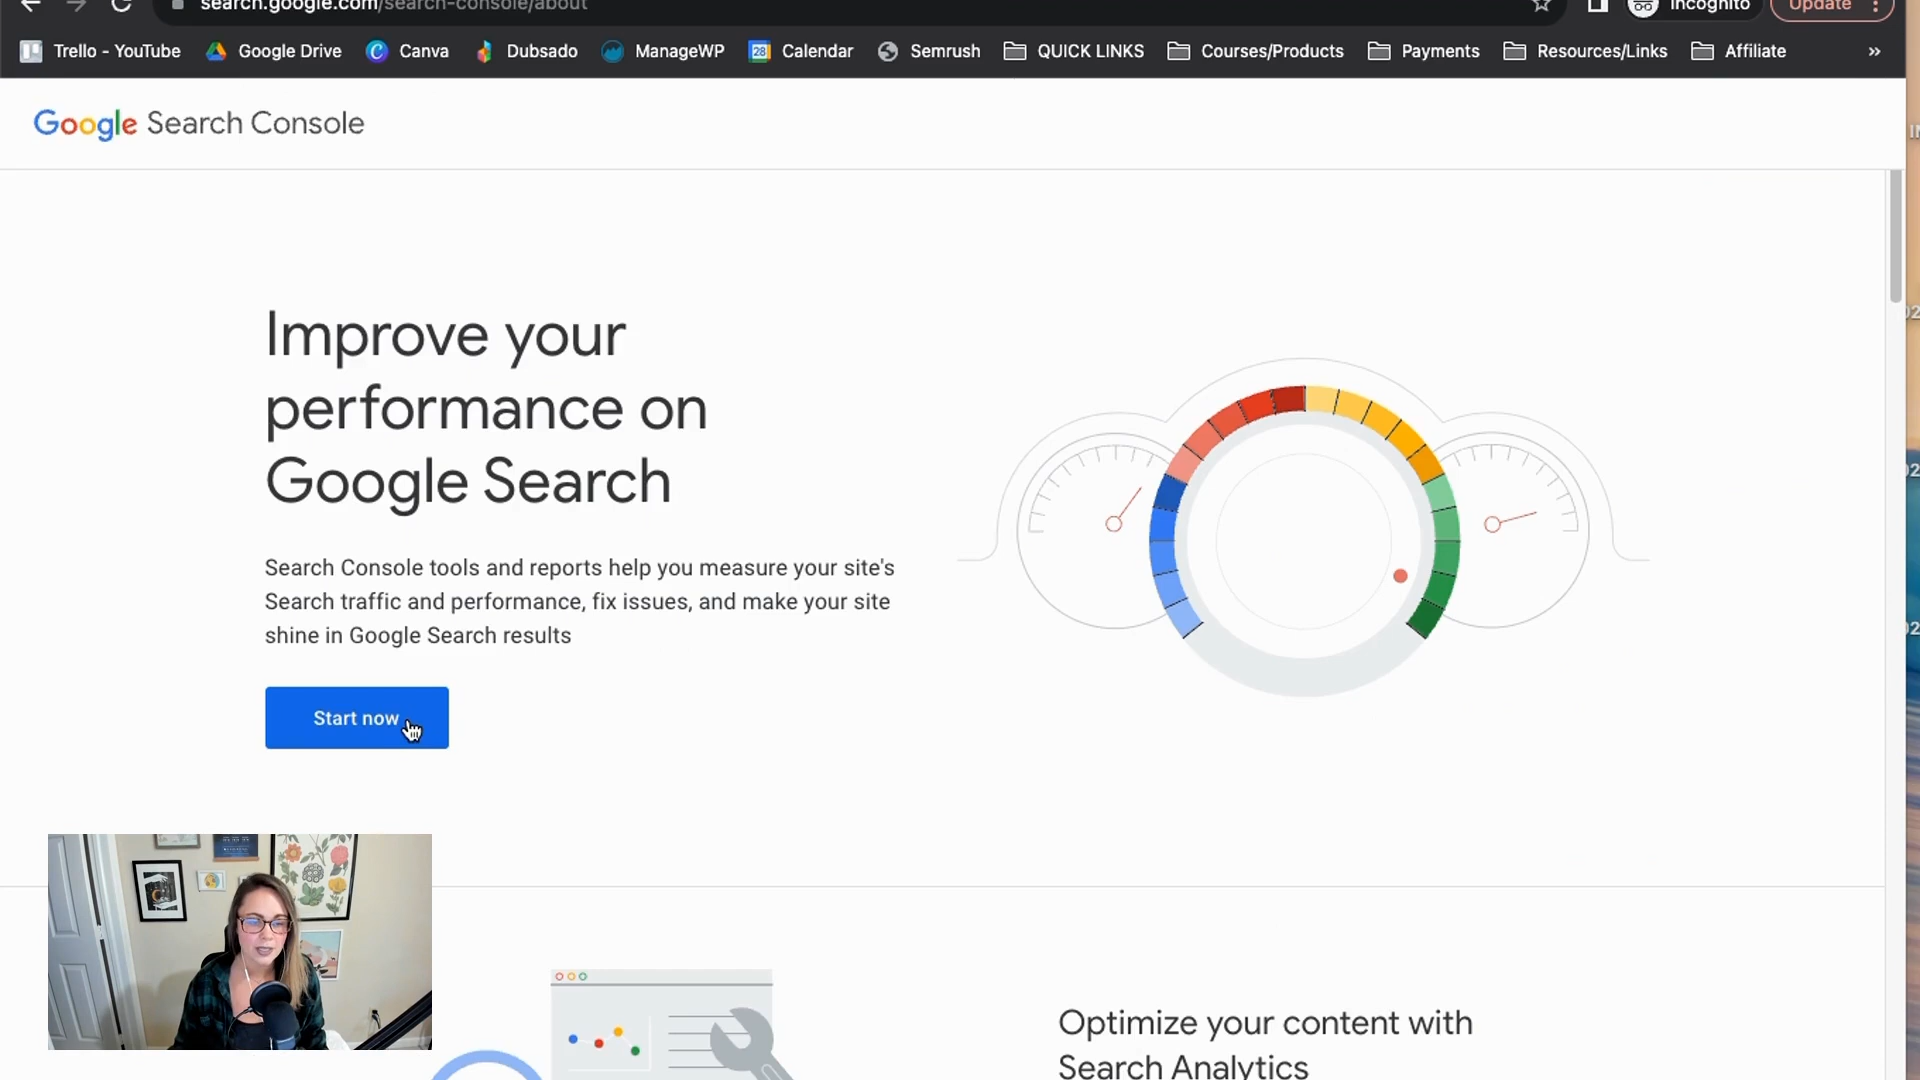 search.google.com/search-console/about
Incognito
Update
Trello - YouTube
Google Drive
Canva
Dubsado
ManageWP
28
Calendar
Semrush
QUICK LINKS
Courses/Products
Payments
Resources/Links
Affiliate
»
Google Search Console
Improve your
performance on
Google Search
Search Console tools and reports help you measure your site's
Search traffic and performance, fix issues, and make your site
shine in Google Search results
Start now
Optimize your content with
Search Analytics